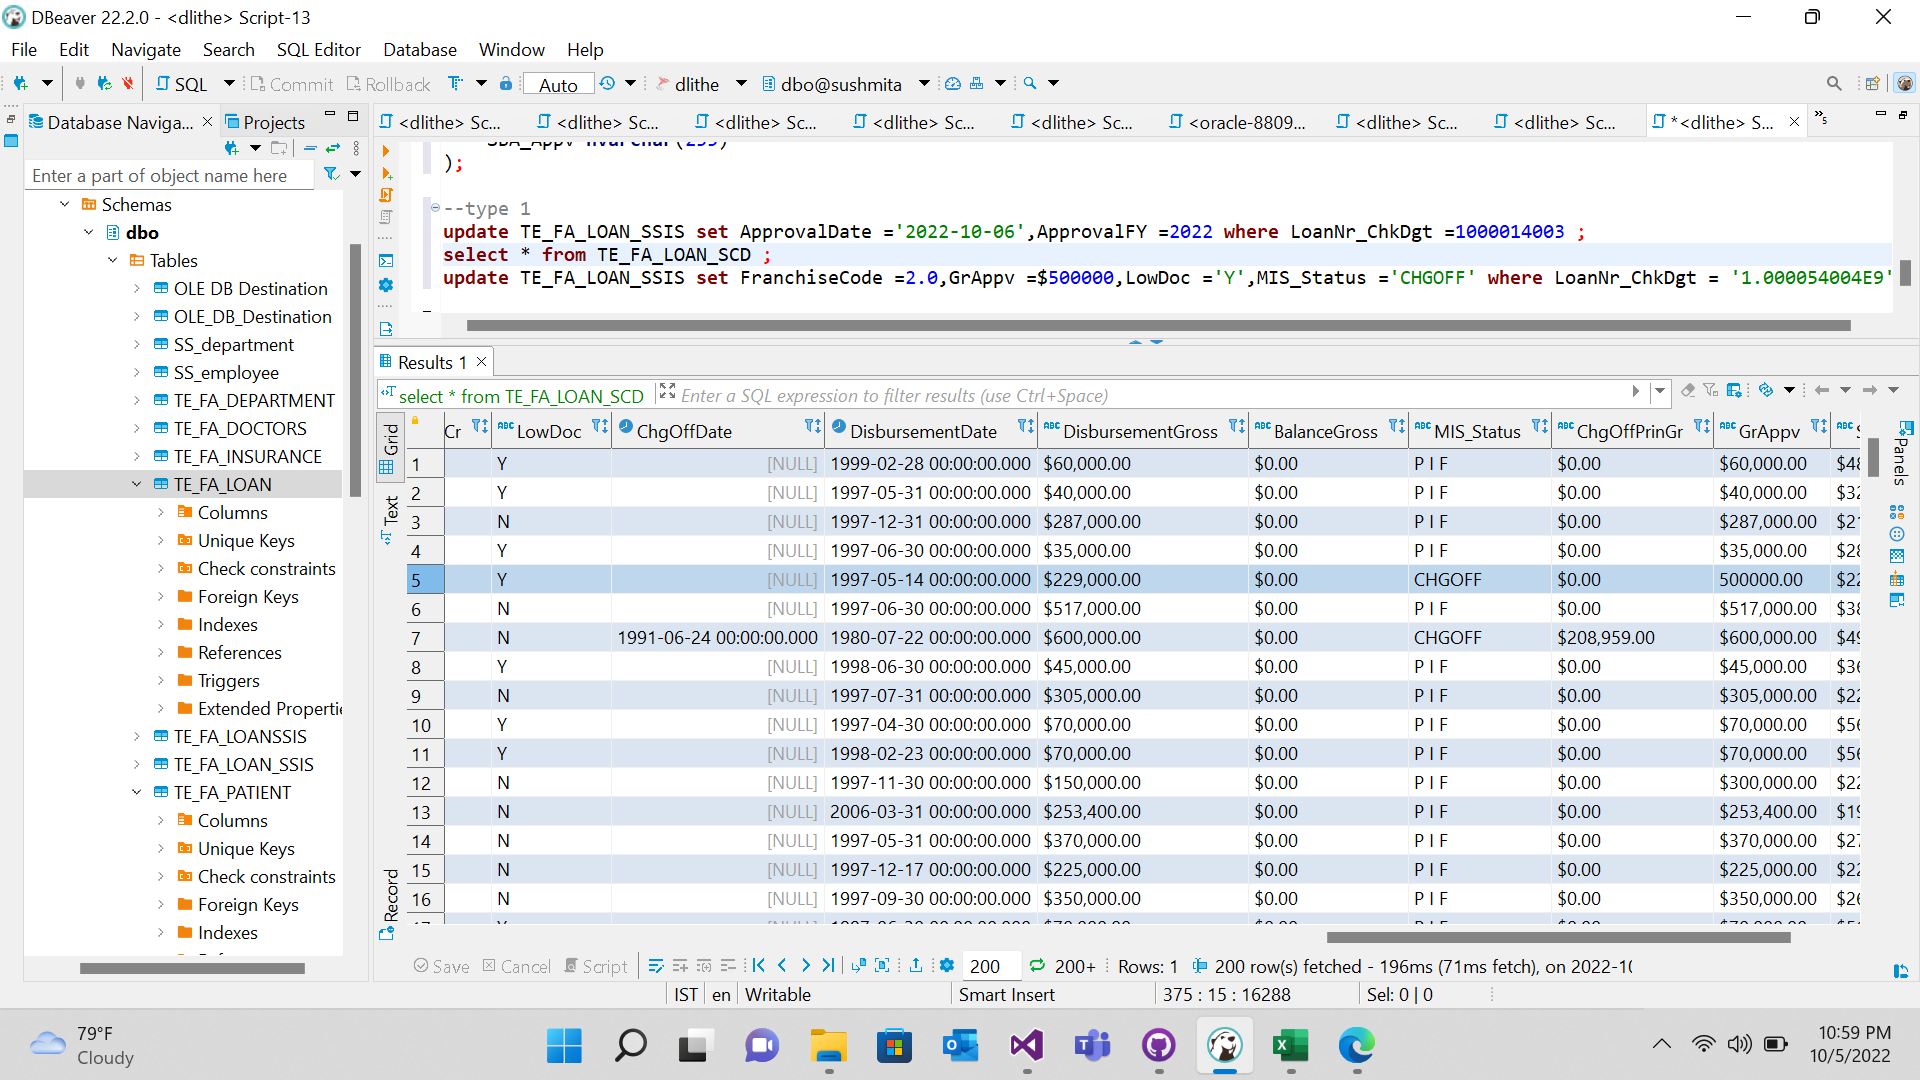 DBeaver 22.2.0 - <dlithe> Script-13
File Edit Navigate Search SQL Editor Database Window Help
SQL Commit Rollback Auto dlithe dbo@sushmita
Database Naviga... Projects
Enter a part of object name here
Schemas
dbo
Tables
OLE DB Destination
OLE_DB_Destination
SS_department
SS_employee
TE_FA_DEPARTMENT
TE_FA_DOCTORS
TE_FA_INSURANCE
TE_FA_LOAN
Columns
Unique Keys
Check constraints
Foreign Keys
Indexes
References
Triggers
Extended Properti
TE_FA_LOANSSIS
TE_FA_LOAN_SSIS
TE_FA_PATIENT
Columns
Unique Keys
Check constraints
Foreign Keys
Indexes
<dlithe> Sc... <dlithe> Sc... <dlithe> Sc... <dlithe> Sc... <dlithe> Sc... <oracle-8809... <dlithe> Sc... <dlithe> Sc... *<dlithe> S... »5
);
--type 1
update TE_FA_LOAN_SSIS set ApprovalDate ='2022-10-06',ApprovalFY =2022 where LoanNr_ChkDgt =1000014003 ;
select * from TE_FA_LOAN_SCD ;
update TE_FA_LOAN_SSIS set FranchiseCode =2.0,GrAppv =$500000,LowDoc ='Y',MIS_Status ='CHGOFF' where LoanNr_ChkDgt = '1.000054004E9'
Results 1
select * from TE_FA_LOAN_SCD Enter a SQL expression to filter results (use Ctrl+Space)
Grid
Text
Record
Panels
Cr LowDoc ChgOffDate DisbursementDate DisbursementGross BalanceGross MIS_Status ChgOffPrinGr GrAppv
1 Y [NULL] 1999-02-28 00:00:00.000 $60,000.00 $0.00 P I F $0.00 $60,000.00 $48
2 Y [NULL] 1997-05-31 00:00:00.000 $40,000.00 $0.00 P I F $0.00 $40,000.00 $32
3 N [NULL] 1997-12-31 00:00:00.000 $287,000.00 $0.00 P I F $0.00 $287,000.00 $21
4 Y [NULL] 1997-06-30 00:00:00.000 $35,000.00 $0.00 P I F $0.00 $35,000.00 $28
5 Y [NULL] 1997-05-14 00:00:00.000 $229,000.00 $0.00 CHGOFF $0.00 500000.00 $22
6 N [NULL] 1997-06-30 00:00:00.000 $517,000.00 $0.00 P I F $0.00 $517,000.00 $38
7 N 1991-06-24 00:00:00.000 1980-07-22 00:00:00.000 $600,000.00 $0.00 CHGOFF $208,959.00 $600,000.00 $49
8 Y [NULL] 1998-06-30 00:00:00.000 $45,000.00 $0.00 P I F $0.00 $45,000.00 $36
9 N [NULL] 1997-07-31 00:00:00.000 $305,000.00 $0.00 P I F $0.00 $305,000.00 $22
10 Y [NULL] 1997-04-30 00:00:00.000 $70,000.00 $0.00 P I F $0.00 $70,000.00 $56
11 Y [NULL] 1998-02-23 00:00:00.000 $70,000.00 $0.00 P I F $0.00 $70,000.00 $56
12 N [NULL] 1997-11-30 00:00:00.000 $150,000.00 $0.00 P I F $0.00 $300,000.00 $22
13 N [NULL] 2006-03-31 00:00:00.000 $253,400.00 $0.00 P I F $0.00 $253,400.00 $19
14 N [NULL] 1997-05-31 00:00:00.000 $370,000.00 $0.00 P I F $0.00 $370,000.00 $27
15 N [NULL] 1997-12-17 00:00:00.000 $225,000.00 $0.00 P I F $0.00 $225,000.00 $22
16 N [NULL] 1997-09-30 00:00:00.000 $350,000.00 $0.00 P I F $0.00 $350,000.00 $26
Save Cancel Script 200 200+ Rows: 1 200 row(s) fetched - 196ms (71ms fetch), on 2022-10
IST en Writable Smart Insert 375 : 15 : 16288 Sel: 0 | 0
79°F
Cloudy
10:59 PM
10/5/2022